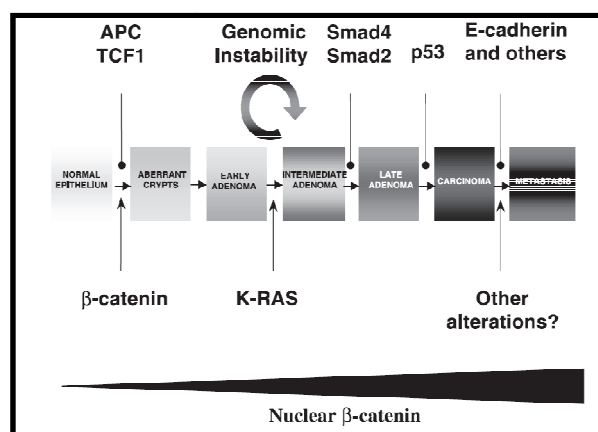 APC
TCF1
Genomic
Instability
Smad4
Smad2
p53
E-cadherin
and others
NORMAL
EPITHELIUM
ABERRANT
CRYPTS
EARLY
ADENOMA
INTERMEDIATE
ADENOMA
LATE
ADENOMA
CARCINOMA
METASTASIS
β-catenin
K-RAS
Other
alterations?
Nuclear β-catenin